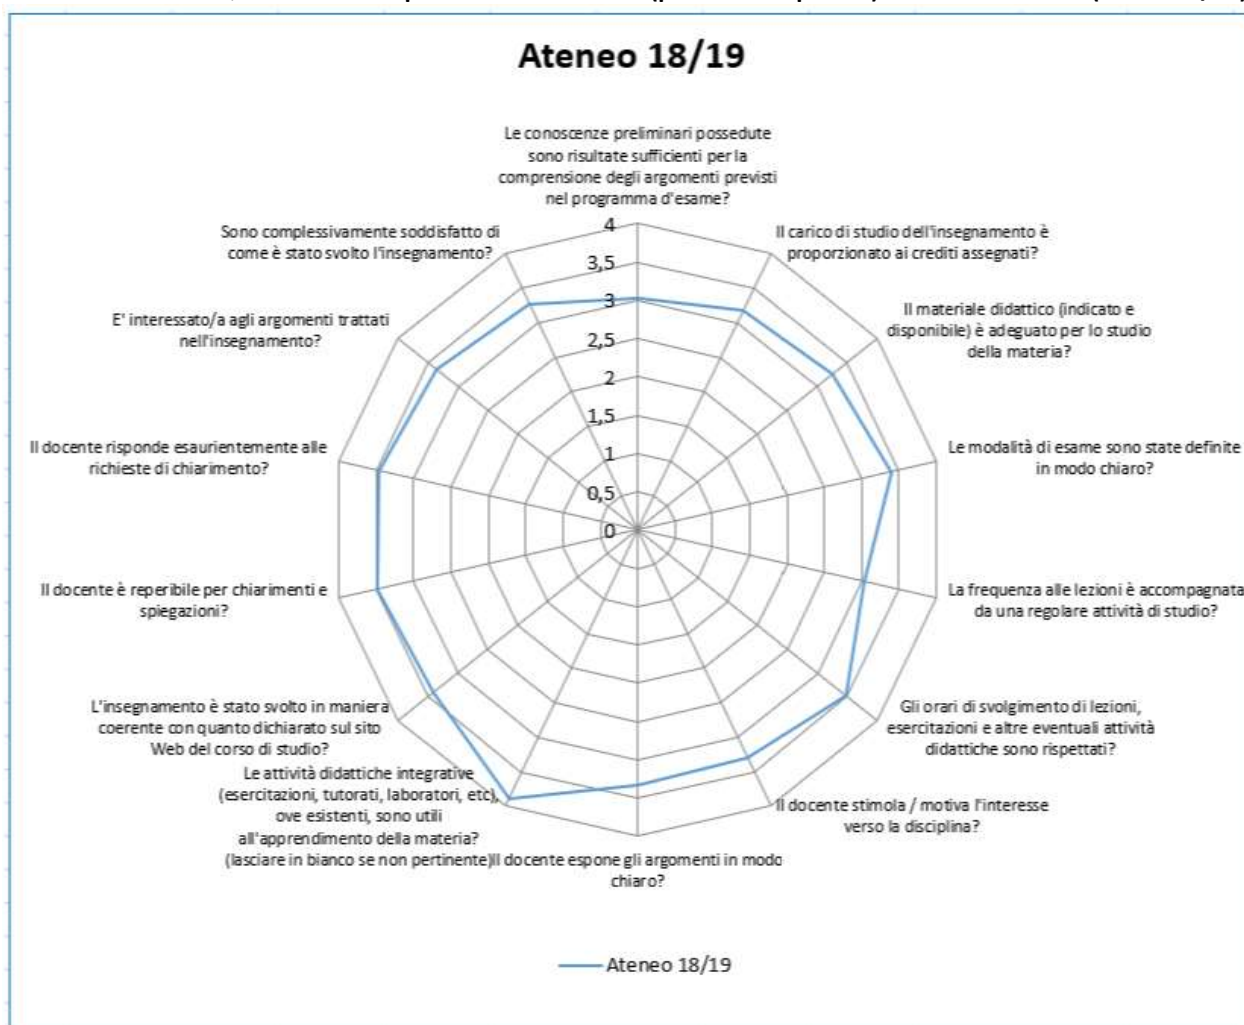 Ateneo 18/19
Le conoscenze preliminari possedute
sono risultate sufficienti per la
comprensione degli argomenti previsti
nel programma d'esame?
Il carico di studio dell'insegnamento è
proporzionato ai crediti assegnati?
Il materiale didattico (indicato e
disponibile) è adeguato per lo studio
della materia?
Le modalità di esame sono state definite
in modo chiaro?
La frequenza alle lezioni è accompagnata
da una regolare attività di studio?
Gli orari di svolgimento di lezioni,
esercitazioni e altre eventuali attività
didattiche sono rispettati?
Il docente stimola / motiva l'interesse
verso la disciplina?
Il docente espone gli argomenti in modo
chiaro?
Le attività didattiche integrative
(esercitazioni, tutorati, laboratori, etc),
ove esistenti, sono utili
all'apprendimento della materia?
(lasciare in bianco se non pertinente)
L'insegnamento è stato svolto in maniera
coerente con quanto dichiarato sul sito
Web del corso di studio?
Il docente è reperibile per chiarimenti e
spiegazioni?
Il docente risponde esaurientemente alle
richieste di chiarimento?
E' interessato/a agli argomenti trattati
nell'insegnamento?
Sono complessivamente soddisfatto di
come è stato svolto l'insegnamento?
4
3,5
3
2,5
2
1,5
1
0,5
0
Ateneo 18/19